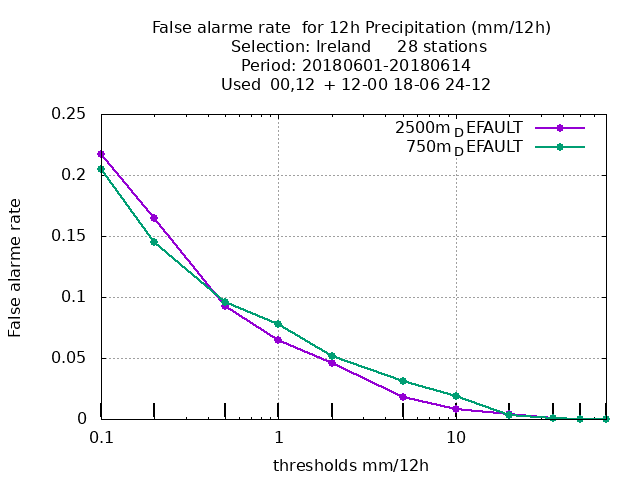 False alarme rate  for 12h Precipitation (mm/12h)
Selection: Ireland     28 stations
Period: 20180601-20180614
Used  00,12  + 12-00 18-06 24-12
0.25
2500m_DEFAULT
750m_DEFAULT
0.2
0.15
0.1
0.05
0
False alarme rate
0.1 1 10
thresholds mm/12h